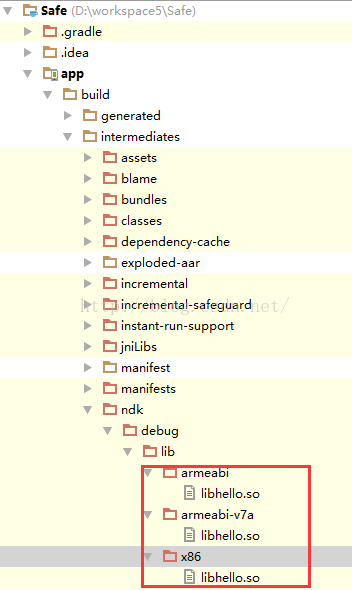 Safe (D:\workspace5\Safe)
.gradle
.idea
app
build
generated
intermediates
assets
blame
bundles
classes
dependency-cache
exploded-aar
incremental
incremental-safeguard
instant-run-support
jniLibs
manifest
manifests
ndk
debug
lib
armeabi
libhello.so
armeabi-v7a
libhello.so
x86
libhello.so